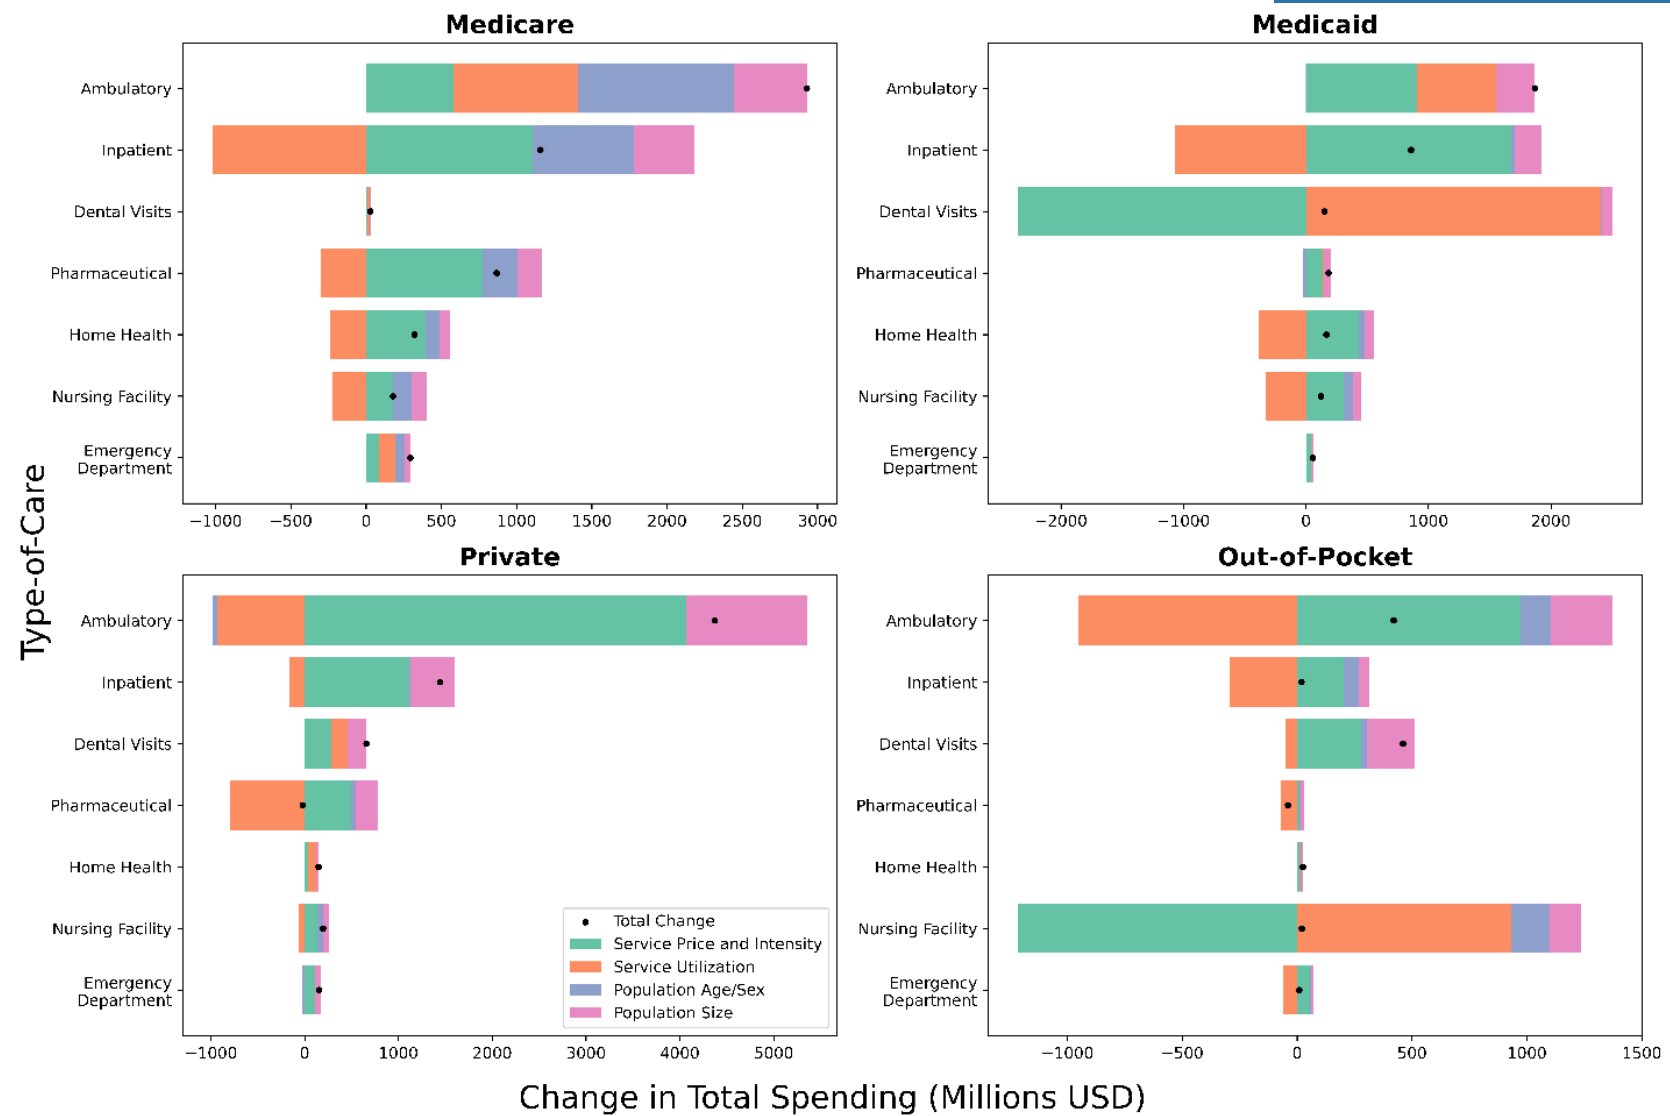 Medicare
Ambulatory
Inpatient
Dental Visits
Pharmaceutical
Home Health
Nursing Facility
Emergency
Department
−1000 −500 0 500 1000 1500 2000 2500 3000
Medicaid
Ambulatory
Inpatient
Dental Visits
Pharmaceutical
Home Health
Nursing Facility
Emergency
Department
−2000 −1000 0 1000 2000
Type-of-Care
Private
Ambulatory
Inpatient
Dental Visits
Pharmaceutical
Home Health
Nursing Facility
Emergency
Department
Total Change
Service Price and Intensity
Service Utilization
Population Age/Sex
Population Size
−1000 0 1000 2000 3000 4000 5000
Out-of-Pocket
Ambulatory
Inpatient
Dental Visits
Pharmaceutical
Home Health
Nursing Facility
Emergency
Department
−1000 −500 0 500 1000 1500
Change in Total Spending (Millions USD)